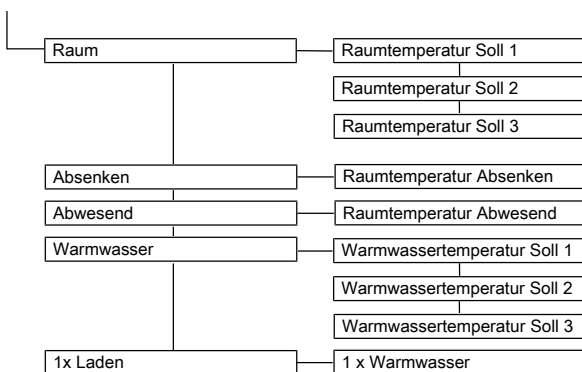 Raum
Raumtemperatur Soll 1
Raumtemperatur Soll 2
Raumtemperatur Soll 3
Absenken
Raumtemperatur Absenken
Abwesend
Raumtemperatur Abwesend
Warmwasser
Warmwassertemperatur Soll 1
Warmwassertemperatur Soll 2
Warmwassertemperatur Soll 3
1x Laden
1 x Warmwasser